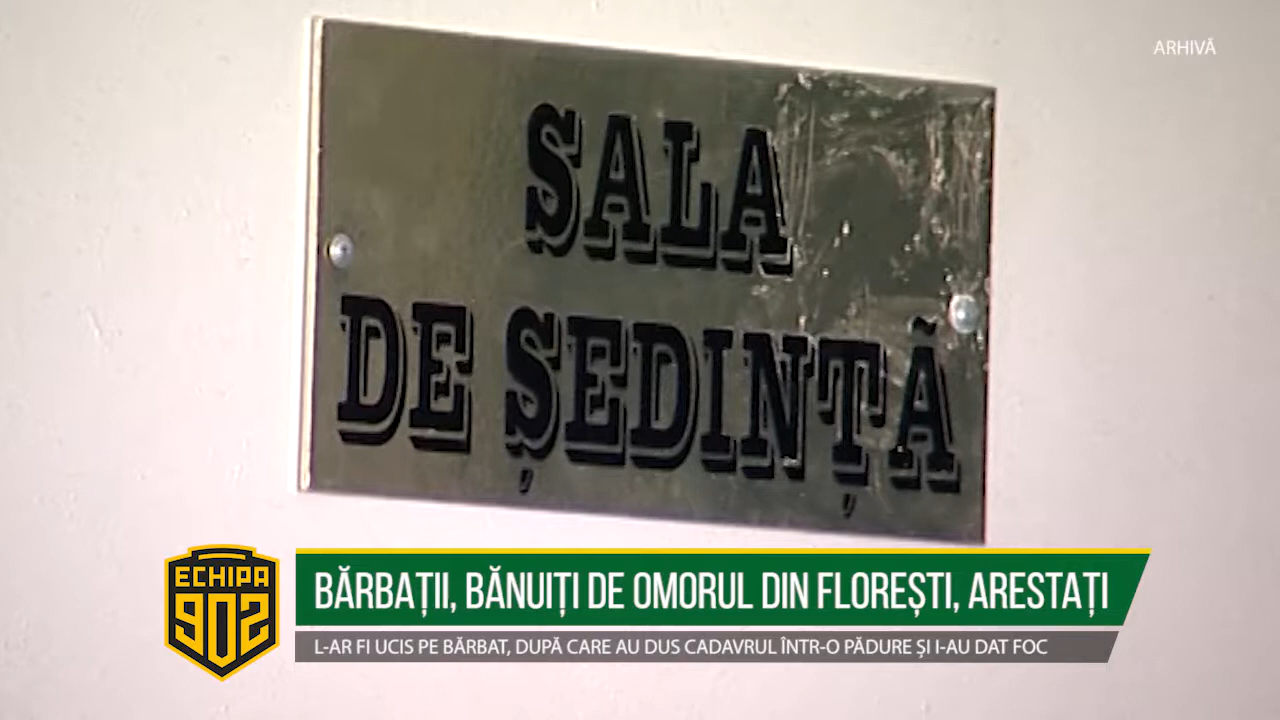 ARHIVĂ
SALA
DE ȘEDINȚĂ
ECHIPA
902
BĂRBAȚII, BĂNUIȚI DE OMORUL DIN FLOREȘTI, ARESTAȚI
L-AR FI UCIS PE BĂRBAT, DUPĂ CARE AU DUS CADAVRUL ÎNTR-O PĂDURE ȘI I-AU DAT FOC